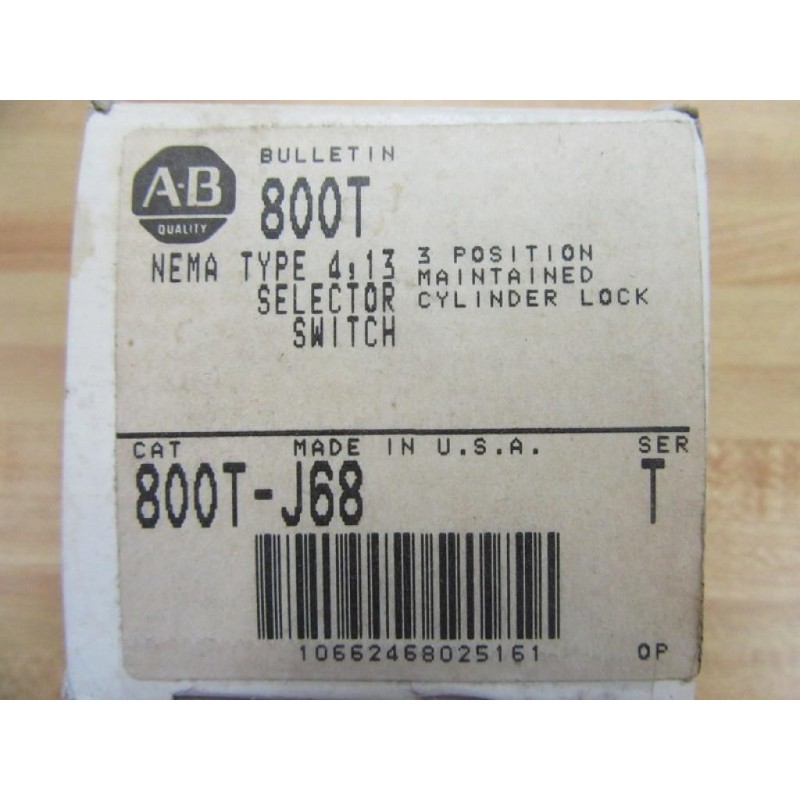 A-B
QUALITY
BULLETIN
800T
NEMA TYPE 4,13
SELECTOR
SWITCH
3 POSITION
MAINTAINED
CYLINDER LOCK
CAT MADE IN U.S.A. SER
800T-J68 T
10662468025161 OP